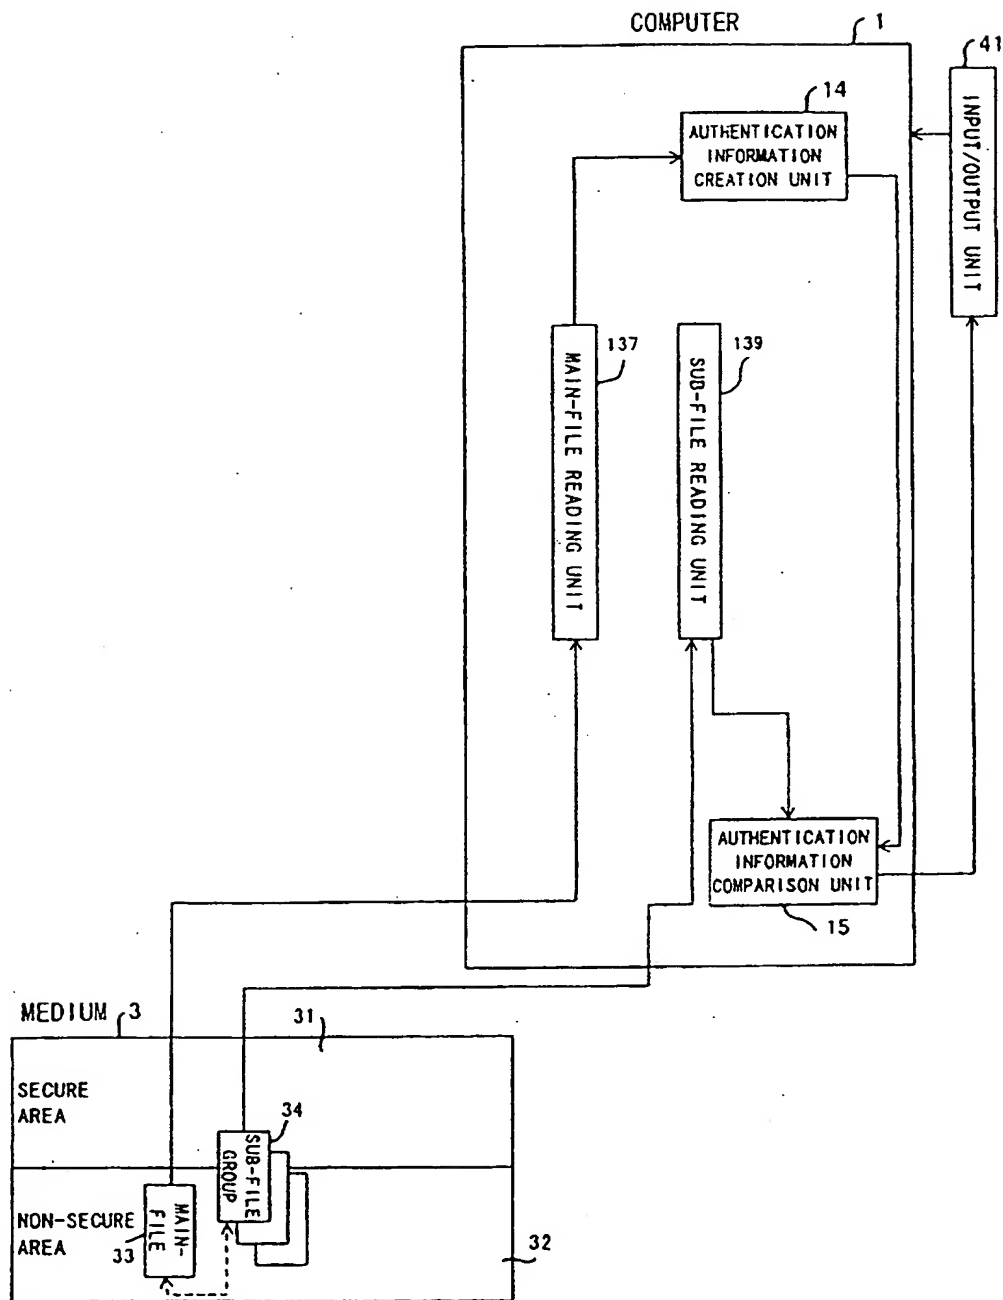 COMPUTER
1
41
INPUT/OUTPUT UNIT
14
AUTHENTICATION
INFORMATION
CREATION UNIT
137
MAIN-FILE READING UNIT
139
SUB-FILE READING UNIT
AUTHENTICATION
INFORMATION
COMPARISON UNIT
15
MEDIUM 3
31
SECURE
AREA
34
SUB-FILE
GROUP
NON-SECURE
AREA
33
MAIN-
FILE
32